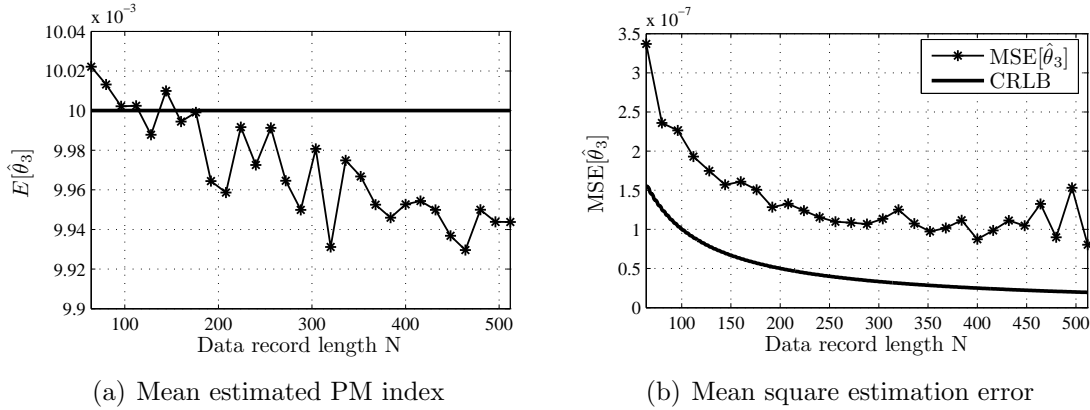 x 10⁻³
10.04
10.02
10
9.98
9.96
9.94
9.92
9.9
E[θ̂₃]
100 200 300 400 500
Data record length N
(a) Mean estimated PM index
x 10⁻⁷
3.5
3
2.5
2
1.5
1
0.5
0
MSE[θ̂₃]
MSE[θ̂₃]
CRLB
100 150 200 250 300 350 400 450 500
Data record length N
(b) Mean square estimation error